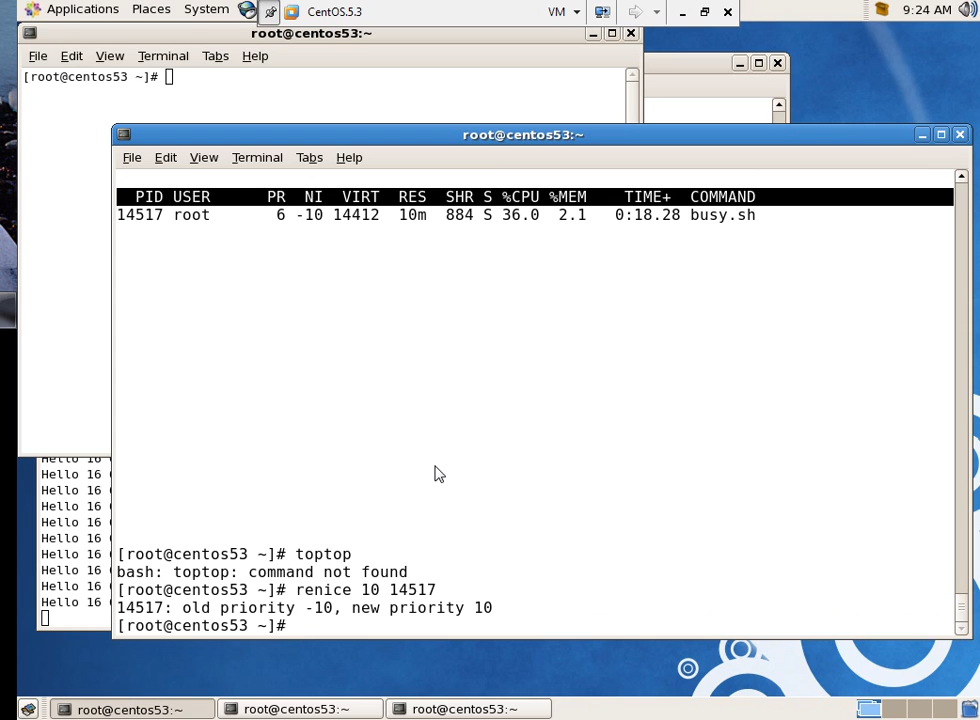 Applications Places System CentOS.5.3 VM 9:24 AM
root@centos53:~
File Edit View Terminal Tabs Help
[root@centos53 ~]#
root@centos53:~
File Edit View Terminal Tabs Help
PID USER PR NI VIRT RES SHR S %CPU %MEM TIME+ COMMAND
14517 root 6 -10 14412 10m 884 S 36.0 2.1 0:18.28 busy.sh
Hello 16
Hello 16
Hello 16
Hello 16
Hello 16
Hello 16
Hello 16
Hello 16
Hello 16
Hello 16
[root@centos53 ~]# toptop
bash: toptop: command not found
[root@centos53 ~]# renice 10 14517
14517: old priority -10, new priority 10
[root@centos53 ~]#
root@centos53:~ root@centos53:~ root@centos53:~